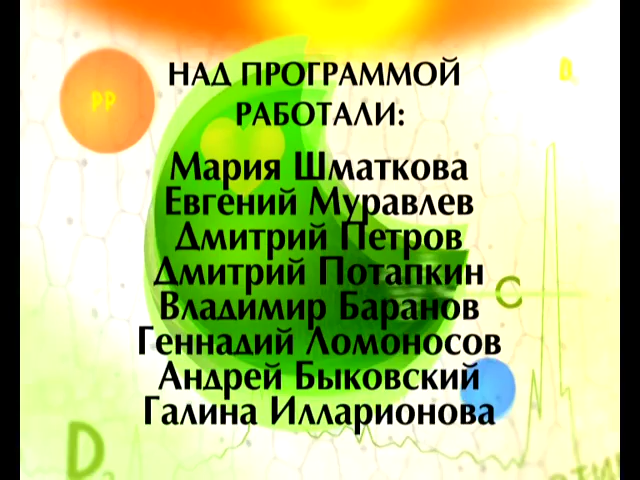 НАД ПРОГРАММОЙ
РАБОТАЛИ:
PP
D
Мария Шматкова
Евгений Муравлев
Дмитрий Петров
Дмитрий Потапкин
C
Владимир Баранов
Геннадий Ломоносов
Андрей Быковский
Галина Илларионова
D